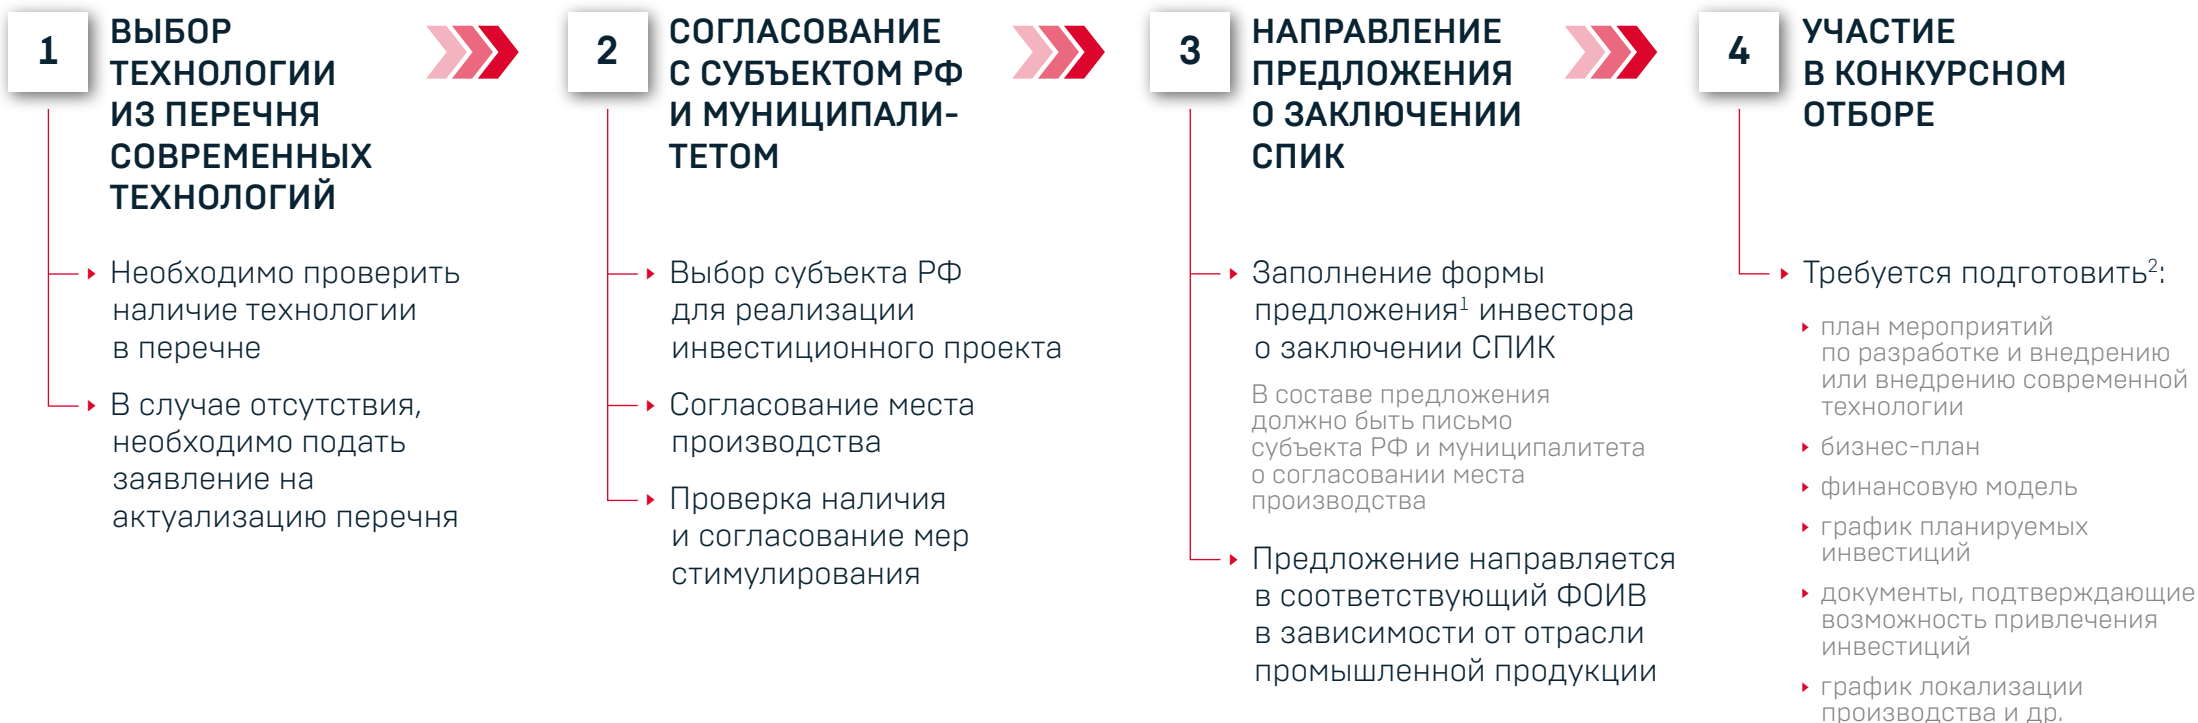 1
ВЫБОР
ТЕХНОЛОГИИ
ИЗ ПЕРЕЧНЯ
СОВРЕМЕННЫХ
ТЕХНОЛОГИЙ
Необходимо проверить
наличие технологии
в перечне
В случае отсутствия,
необходимо подать
заявление на
актуализацию перечня
2
СОГЛАСОВАНИЕ
С СУБЪЕКТОМ РФ
И МУНИЦИПАЛИ-
ТЕТОМ
Выбор субъекта РФ
для реализации
инвестиционного проекта
Согласование места
производства
Проверка наличия
и согласование мер
стимулирования
3
НАПРАВЛЕНИЕ
ПРЕДЛОЖЕНИЯ
О ЗАКЛЮЧЕНИИ
СПИК
Заполнение формы
предложения¹ инвестора
о заключении СПИК
В составе предложения
должно быть письмо
субъекта РФ и муниципалитета
о согласовании места
производства
Предложение направляется
в соответствующий ФОИВ
в зависимости от отрасли
промышленной продукции
4
УЧАСТИЕ
В КОНКУРСНОМ
ОТБОРЕ
Требуется подготовить²:
план мероприятий
по разработке и внедрению
или внедрению современной
технологии
бизнес-план
финансовую модель
график планируемых
инвестиций
документы, подтверждающие
возможность привлечения
инвестиций
график локализации
производства и др.